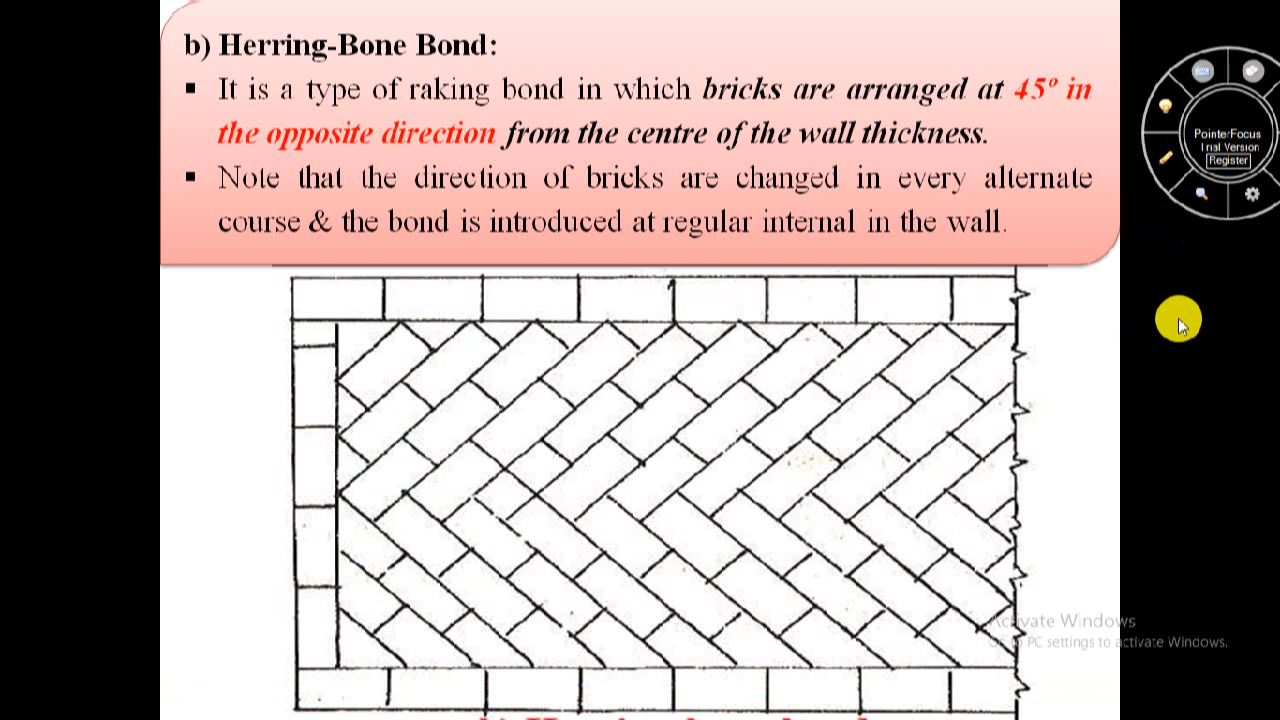 b) Herring-Bone Bond:
▪ It is a type of raking bond in which bricks are arranged at 45º in
the opposite direction from the centre of the wall thickness.
▪ Note that the direction of bricks are changed in every alternate
course & the bond is introduced at regular internal in the wall.
PointerFocus
Trial Version
Register
Activate Windows
Go to PC settings to activate Windows.